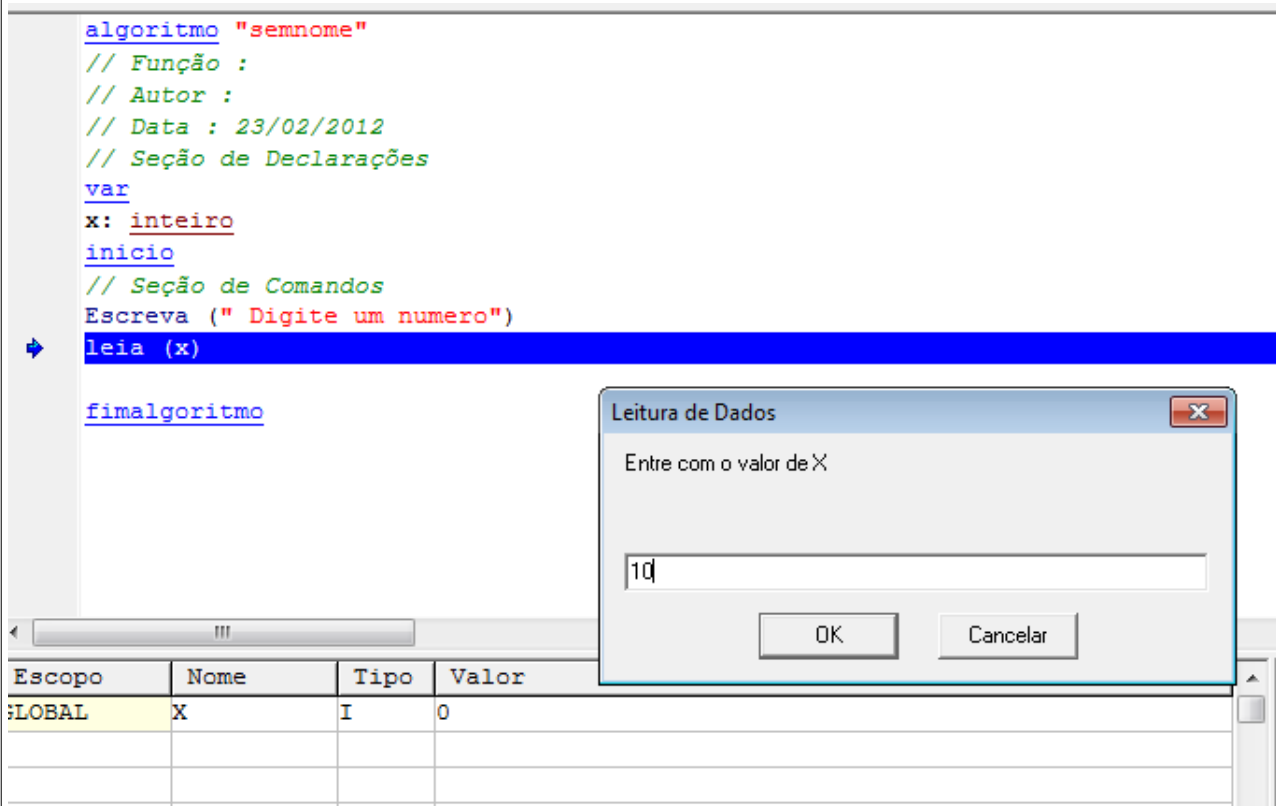 algoritmo "semnome"
// Função :
// Autor :
// Data : 23/02/2012
// Seção de Declarações
var
x: inteiro
inicio
// Seção de Comandos
Escreva (" Digite um numero")
leia (x)
fimalgoritmo
Leitura de Dados
Entre com o valor de X
10
OK Cancelar
Escopo Nome Tipo Valor
GLOBAL X I 0